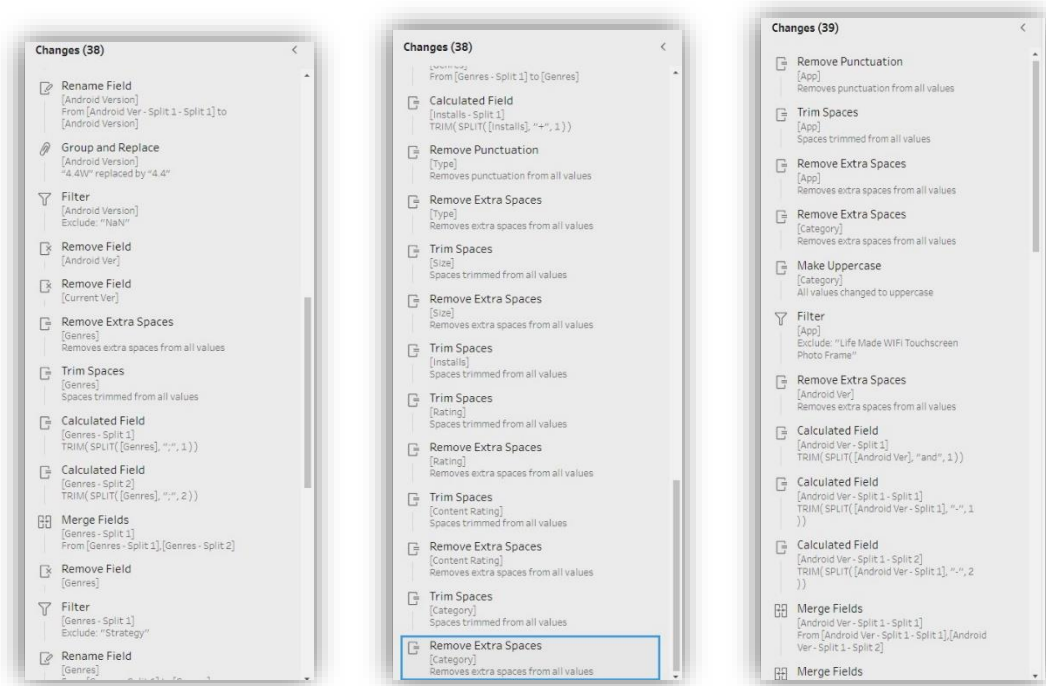 Changes (38)
Rename Field
[Android Version]
From [Android Ver - Split 1 - Split 1] to
[Android Version]
Group and Replace
[Android Version]
"4.4W" replaced by "4.4"
Filter
[Android Version]
Exclude: "NaN"
Remove Field
[Android Ver]
Remove Field
[Current Ver]
Remove Extra Spaces
[Genres]
Removes extra spaces from all values
Trim Spaces
[Genres]
Spaces trimmed from all values
Calculated Field
[Genres - Split 1]
TRIM( SPLIT( [Genres], ";", 1 ) )
Calculated Field
[Genres - Split 2]
TRIM( SPLIT( [Genres], ";", 2 ) )
Merge Fields
[Genres - Split 1]
From [Genres - Split 1],[Genres - Split 2]
Remove Field
[Genres]
Filter
[Genres - Split 1]
Exclude: "Strategy"
Rename Field
[Genres]
Changes (38)
From [Genres - Split 1] to [Genres]
Calculated Field
[Installs - Split 1]
TRIM( SPLIT( [Installs], "+", 1 ) )
Remove Punctuation
[Type]
Removes punctuation from all values
Remove Extra Spaces
[Type]
Removes extra spaces from all values
Trim Spaces
[Size]
Spaces trimmed from all values
Remove Extra Spaces
[Size]
Removes extra spaces from all values
Trim Spaces
[Installs]
Spaces trimmed from all values
Trim Spaces
[Rating]
Spaces trimmed from all values
Remove Extra Spaces
[Rating]
Removes extra spaces from all values
Trim Spaces
[Content Rating]
Spaces trimmed from all values
Remove Extra Spaces
[Content Rating]
Removes extra spaces from all values
Trim Spaces
[Category]
Spaces trimmed from all values
Remove Extra Spaces
[Category]
Removes extra spaces from all values
Changes (39)
Remove Punctuation
[App]
Removes punctuation from all values
Trim Spaces
[App]
Spaces trimmed from all values
Remove Extra Spaces
[App]
Removes extra spaces from all values
Remove Extra Spaces
[Category]
Removes extra spaces from all values
Make Uppercase
[Category]
All values changed to uppercase
Filter
[App]
Exclude: "Life Made WIFi Touchscreen
Photo Frame"
Remove Extra Spaces
[Android Ver]
Removes extra spaces from all values
Calculated Field
[Android Ver - Split 1]
TRIM( SPLIT( [Android Ver], "and", 1 ) )
Calculated Field
[Android Ver - Split 1 - Split 1]
TRIM( SPLIT( [Android Ver - Split 1], "-", 1
) )
Calculated Field
[Android Ver - Split 1 - Split 2]
TRIM( SPLIT( [Android Ver - Split 1], "-", 2
) )
Merge Fields
[Android Ver - Split 1 - Split 1]
From [Android Ver - Split 1 - Split 1],[Android
Ver - Split 1 - Split 2]
Merge Fields